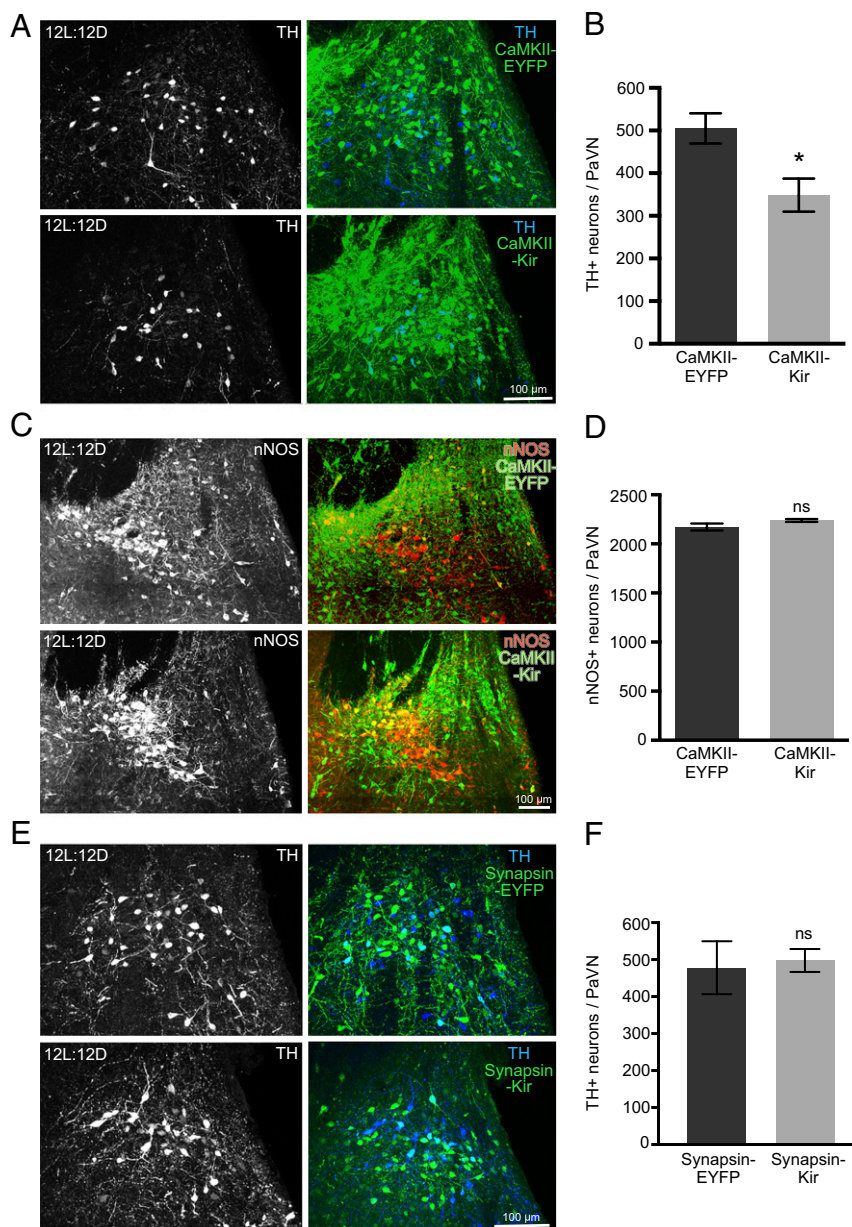 A
12L:12D
TH
TH
CaMKII-
EYFP
12L:12D
TH
TH
CaMKII
-Kir
100 µm
B
TH+ neurons / PaVN
600
500
400
300
200
100
0
*
CaMKII-
EYFP
CaMKII-
Kir
C
12L:12D
nNOS
nNOS
CaMKII-
EYFP
12L:12D
nNOS
nNOS
CaMKII
-Kir
100 µm
D
nNOS+ neurons / PaVN
2500
2200
1500
1000
500
0
ns
CaMKII-
EYFP
CaMKII-
Kir
E
12L:12D
TH
TH
Synapsin
-EYFP
12L:12D
TH
TH
Synapsin
-Kir
100 µm
F
TH+ neurons / PaVN
600
500
400
300
200
100
0
ns
Synapsin-
EYFP
Synapsin-
Kir